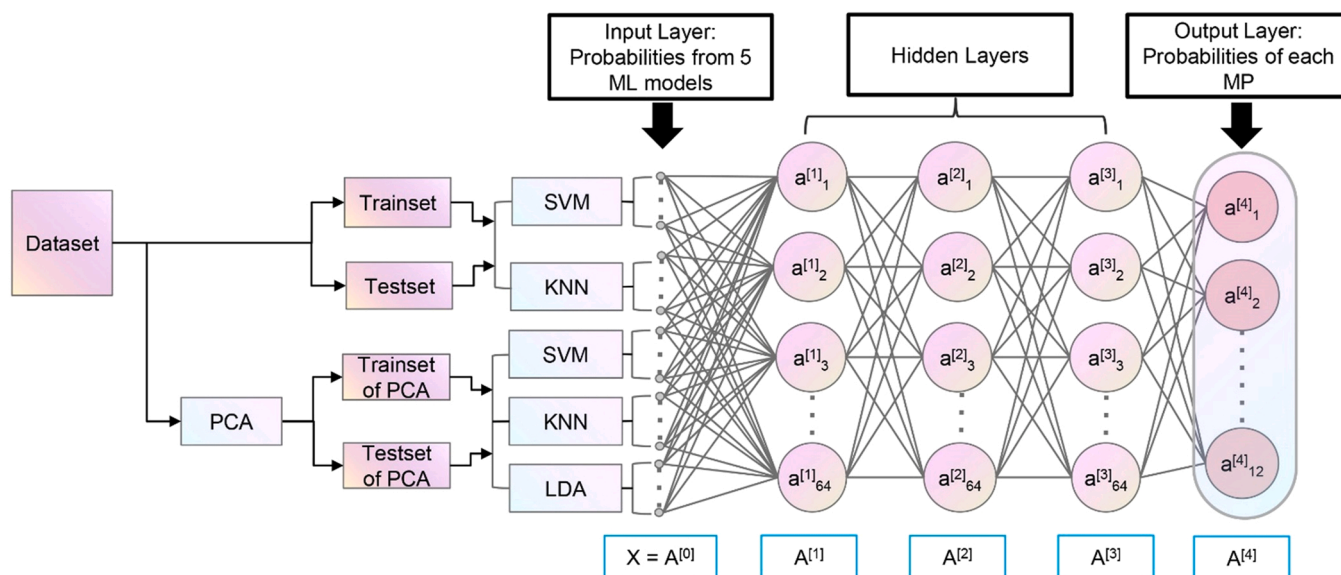 Input Layer:
Probabilities from 5
ML models
Hidden Layers
Output Layer:
Probabilities of each
MP
Dataset
Trainset
Testset
PCA
Trainset
of PCA
Testset
of PCA
SVM
KNN
SVM
KNN
LDA
a[1]1
a[1]2
a[1]3
a[1]64
a[2]1
a[2]2
a[2]3
a[2]64
a[3]1
a[3]2
a[3]3
a[3]64
a[4]1
a[4]2
a[4]12
X = A[0]
A[1]
A[2]
A[3]
A[4]